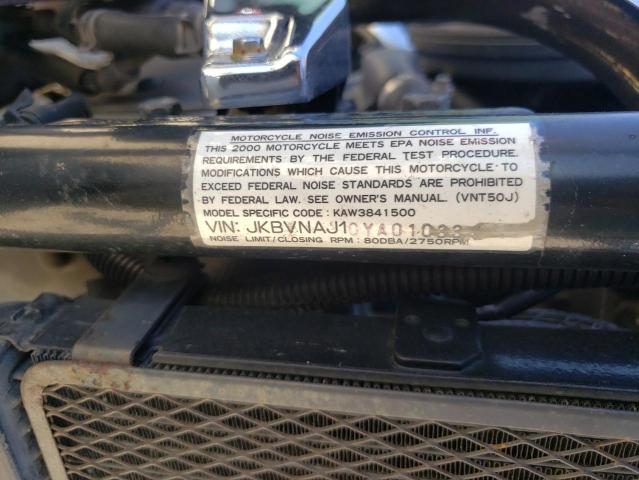 MOTORCYCLE NOISE EMISSION CONTROL INF.
THIS 2000 MOTORCYCLE MEETS EPA NOISE EMISSION
REQUIREMENTS BY THE FEDERAL TEST PROCEDURE.
MODIFICATIONS WHICH CAUSE THIS MOTORCYCLE TO
EXCEED FEDERAL NOISE STANDARDS ARE PROHIBITED
BY FEDERAL LAW. SEE OWNER'S MANUAL. (VNT50J)
MODEL SPECIFIC CODE : KAW3841500
VIN:
NOISE LIMIT/CLOSING RPM : 80DBA/2750RPM